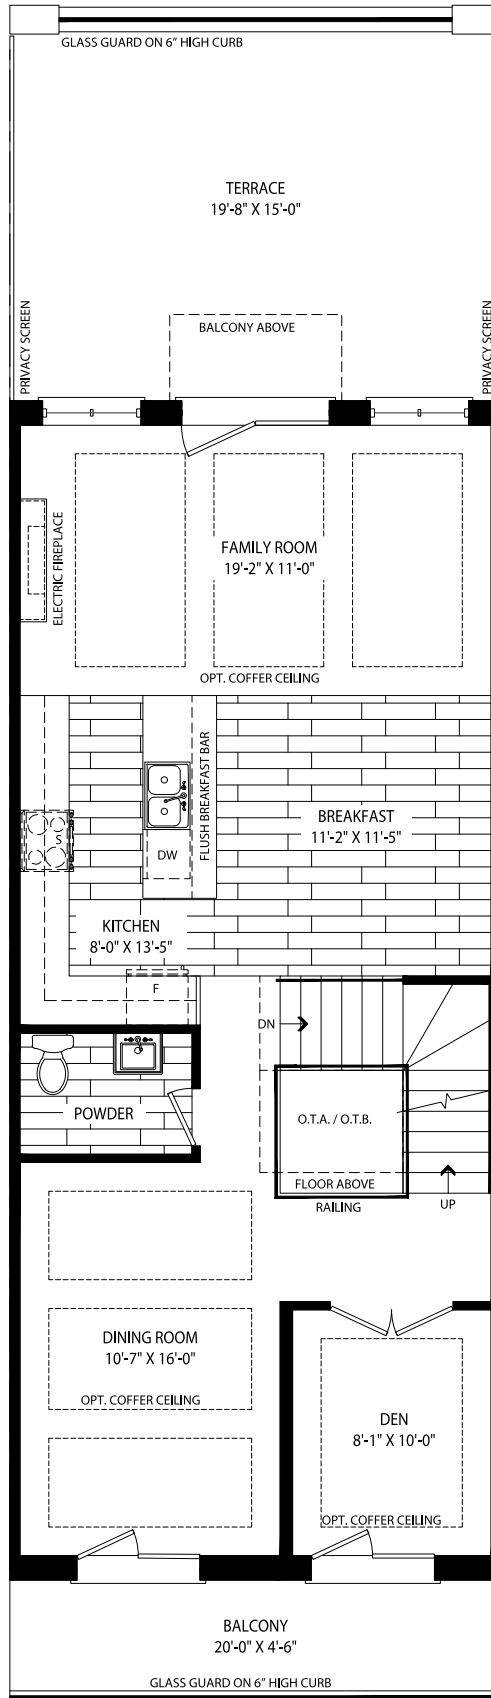 GLASS GUARD ON 6" HIGH CURB
TERRACE
19'-8" X 15'-0"
PRIVACY SCREEN
BALCONY ABOVE
PRIVACY SCREEN
ELECTRIC FIREPLACE
FAMILY ROOM
19'-2" X 11'-0"
OPT. COFFER CEILING
FLUSH BREAKFAST BAR
BREAKFAST
11'-2" X 11'-5"
S
DW
KITCHEN
8'-0" X 13'-5"
F
DN
POWDER
O.T.A. / O.T.B.
FLOOR ABOVE
RAILING
UP
DINING ROOM
10'-7" X 16'-0"
OPT. COFFER CEILING
DEN
8'-1" X 10'-0"
OPT. COFFER CEILING
BALCONY
20'-0" X 4'-6"
GLASS GUARD ON 6" HIGH CURB